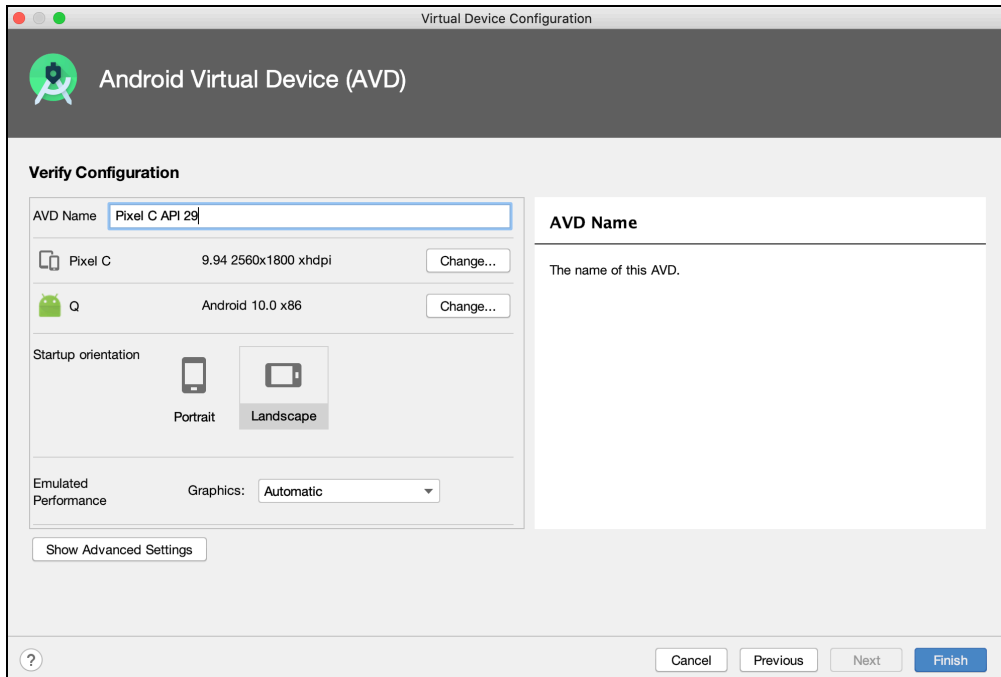 Virtual Device Configuration
Android Virtual Device (AVD)
Verify Configuration
AVD Name Pixel C API 29
Pixel C 9.94 2560x1800 xhdpi Change...
Q Android 10.0 x86 Change...
Startup orientation
Portrait Landscape
Emulated
Performance
Graphics: Automatic
Show Advanced Settings
AVD Name
The name of this AVD.
? Cancel Previous Next Finish